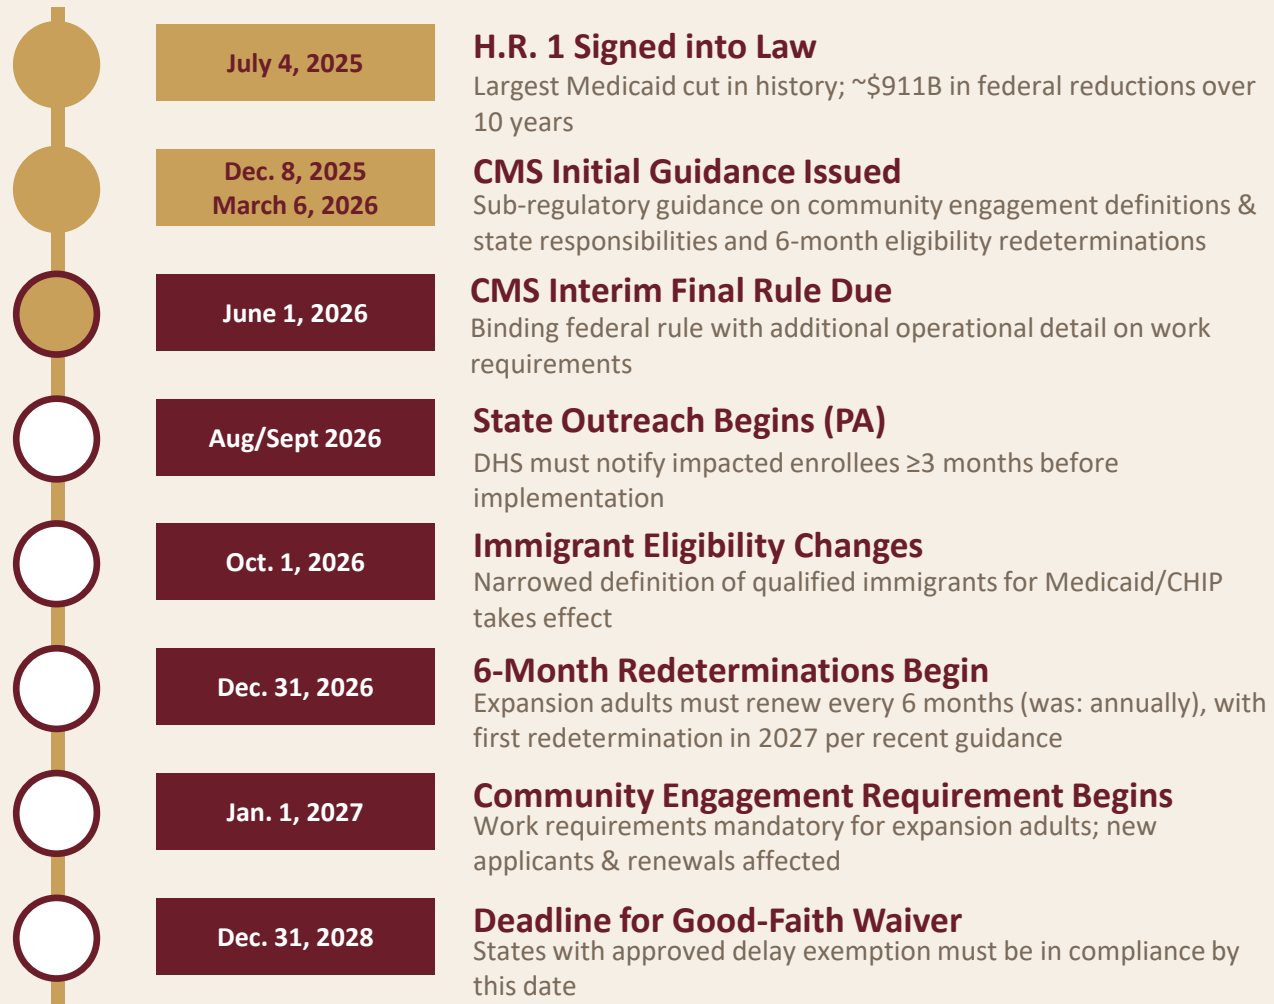 July 4, 2025
H.R. 1 Signed into Law
Largest Medicaid cut in history; ~$911B in federal reductions over
10 years
Dec. 8, 2025
March 6, 2026
CMS Initial Guidance Issued
Sub-regulatory guidance on community engagement definitions &
state responsibilities and 6-month eligibility redeterminations
June 1, 2026
CMS Interim Final Rule Due
Binding federal rule with additional operational detail on work
requirements
Aug/Sept 2026
State Outreach Begins (PA)
DHS must notify impacted enrollees ≥3 months before
implementation
Oct. 1, 2026
Immigrant Eligibility Changes
Narrowed definition of qualified immigrants for Medicaid/CHIP
takes effect
Dec. 31, 2026
6-Month Redeterminations Begin
Expansion adults must renew every 6 months (was: annually), with
first redetermination in 2027 per recent guidance
Jan. 1, 2027
Community Engagement Requirement Begins
Work requirements mandatory for expansion adults; new
applicants & renewals affected
Dec. 31, 2028
Deadline for Good-Faith Waiver
States with approved delay exemption must be in compliance by
this date